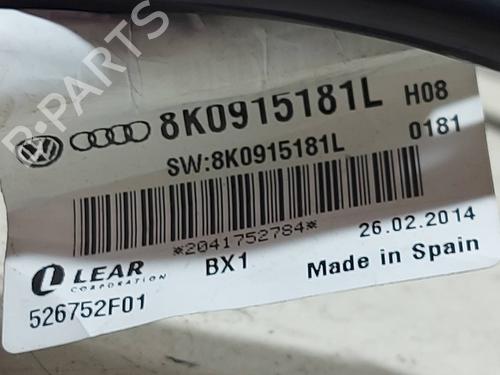 B-PARTS
8K0915181L H08
SW:8K0915181L 0181
*2041752784* 26.02.2014
LEAR BX1 Made in Spain
CORPORATION
526752F01